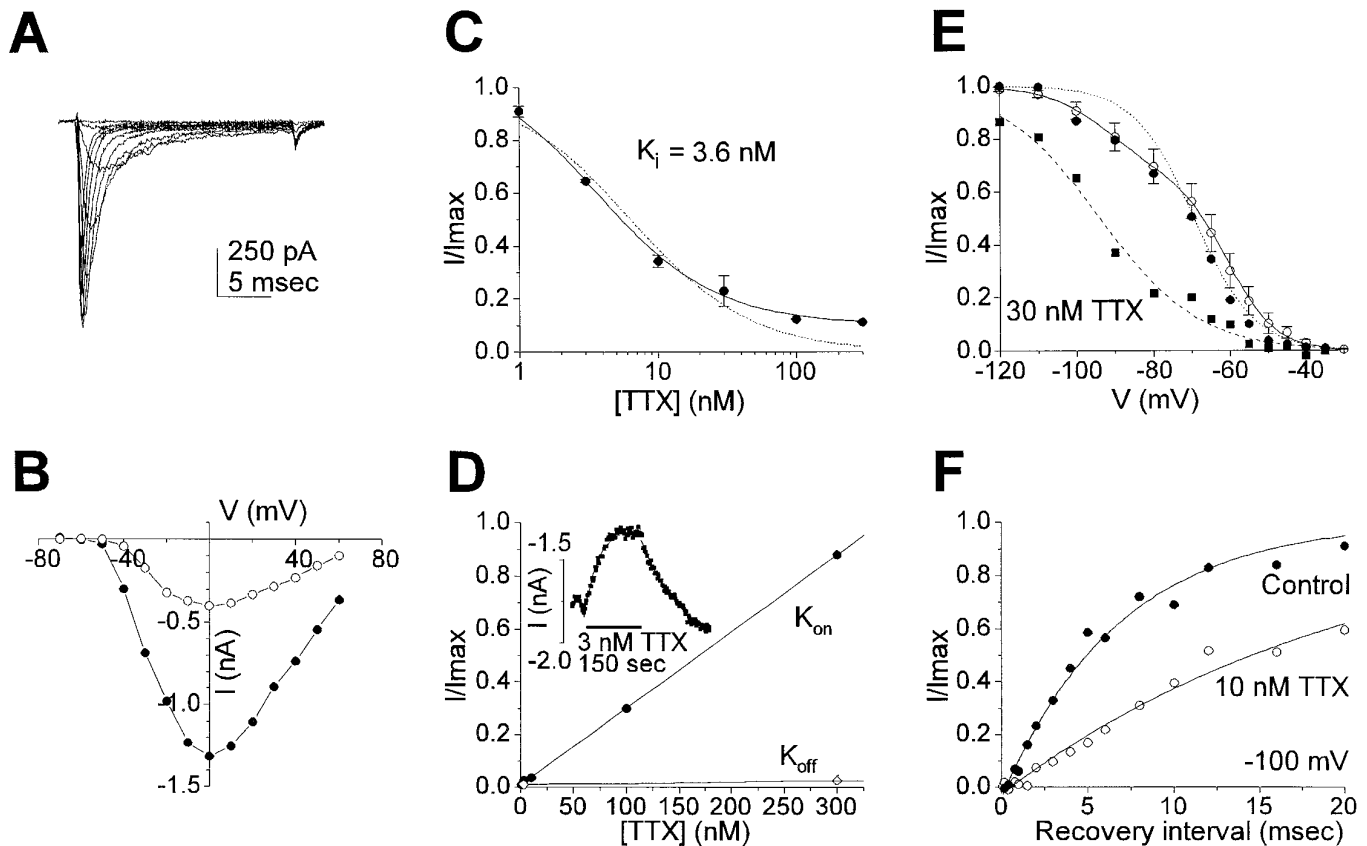 A
250 pA
5 msec
B
V (mV)
-80
-40
40
80
-0.5
-1.0
-1.5
I (nA)
C
1.0
0.8
0.6
0.4
0.2
0.0
I/Imax
Ki = 3.6 nM
1
10
100
[TTX] (nM)
D
1.0
0.8
0.6
0.4
0.2
0.0
I/Imax
-1.5
I (nA)
-2.0
3 nM TTX
150 sec
Kon
Koff
0
50
100
150
200
250
300
[TTX] (nM)
E
1.0
0.8
0.6
0.4
0.2
0.0
I/Imax
30 nM TTX
-120
-100
-80
-60
-40
V (mV)
F
1.0
0.8
0.6
0.4
0.2
0.0
I/Imax
Control
10 nM TTX
-100 mV
0
5
10
15
20
Recovery interval (msec)